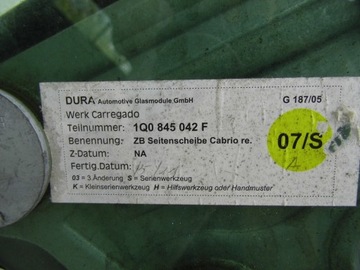 DURA Automotive Glasmodule GmbH G 187/05
Werk Carregado
Teilnummer: 1Q0 845 042 F
Benennung: ZB Seitenscheibe Cabrio re.
07/S
Z-Datum: NA
Fertig.Datum:
03 = 3.Änderung S = Serienwerkzeug
K = Kleinserienwerkzeug H = Hilfswerkzeug oder Handmuster